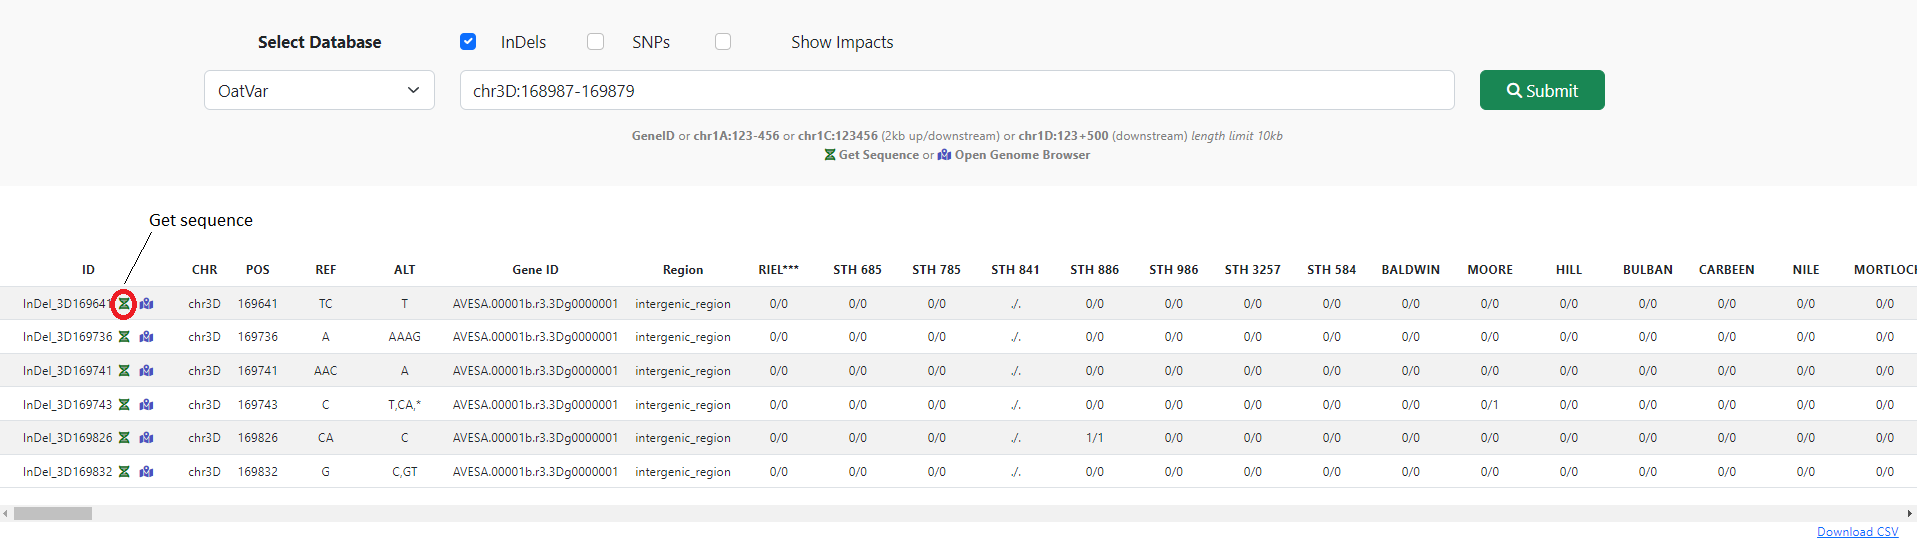 Select Database InDels SNPs Show Impacts
OatVar chr3D:168987-169879 Submit
GeneID or chr1A:123-456 or chr1C:123456 (2kb up/downstream) or chr1D:123+500 (downstream) length limit 10kb
Get Sequence or Open Genome Browser
Get sequence
ID CHR POS REF ALT Gene ID Region RIEL*** STH 685 STH 785 STH 841 STH 886 STH 986 STH 3257 STH 584 BALDWIN MOORE HILL BULBAN CARBEEN NILE MORTLOCK
InDel_3D169641 chr3D 169641 TC T AVESA.00001b.r3.3Dg0000001 intergenic_region 0/0 0/0 0/0 ./. 0/0 0/0 0/0 0/0 0/0 0/0 0/0 0/0 0/0 0/0 0/0
InDel_3D169736 chr3D 169736 A AAAG AVESA.00001b.r3.3Dg0000001 intergenic_region 0/0 0/0 0/0 ./. 0/0 0/0 0/0 0/0 0/0 0/0 0/0 0/0 0/0 0/0 0/0
InDel_3D169741 chr3D 169741 AAC A AVESA.00001b.r3.3Dg0000001 intergenic_region 0/0 0/0 0/0 ./. 0/0 0/0 0/0 0/0 0/0 0/0 0/0 0/0 0/0 0/0 0/0
InDel_3D169743 chr3D 169743 C T,CA,* AVESA.00001b.r3.3Dg0000001 intergenic_region 0/0 0/0 0/0 ./. 0/0 0/0 0/0 0/0 0/0 0/1 0/0 0/0 0/0 0/0 0/0
InDel_3D169826 chr3D 169826 CA C AVESA.00001b.r3.3Dg0000001 intergenic_region 0/0 0/0 0/0 ./. 1/1 0/0 0/0 0/0 0/0 0/0 0/0 0/0 0/0 0/0 0/0
InDel_3D169832 chr3D 169832 G C,GT AVESA.00001b.r3.3Dg0000001 intergenic_region 0/0 0/0 0/0 ./. 0/0 0/0 0/0 0/0 0/0 0/0 0/0 0/0 0/0 0/0 0/0
Download CSV